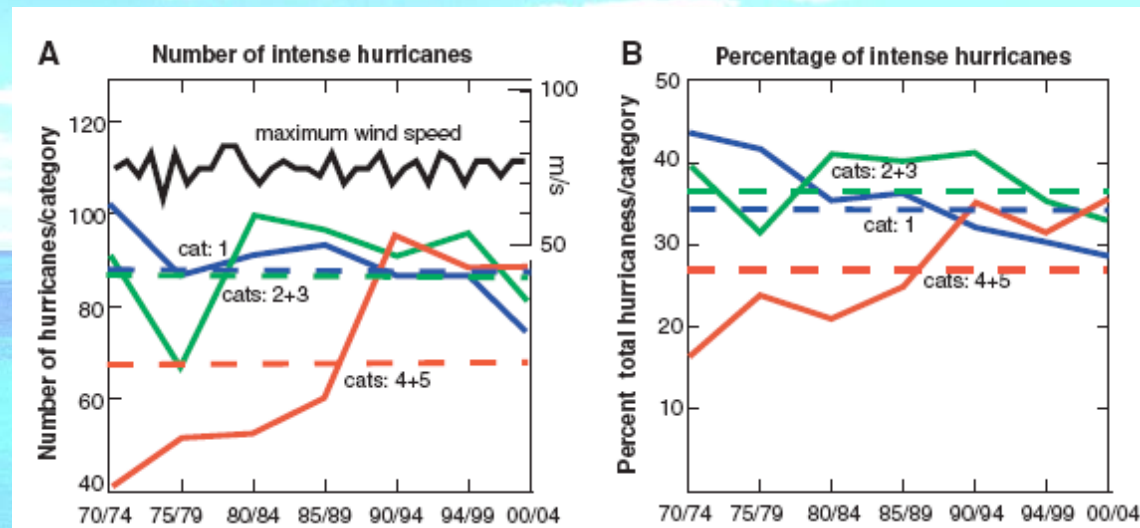 A Number of intense hurricanes
Number of hurricanes/category
120
100
80
60
40
100
50
m/s
maximum wind speed
cat: 1
cats: 2+3
cats: 4+5
70/74 75/79 80/84 85/89 90/94 94/99 00/04
B Percentage of intense hurricanes
Percent total hurricaness/category
50
40
30
20
10
cats: 2+3
cat: 1
cats: 4+5
70/74 75/79 80/84 85/89 90/94 94/99 00/04